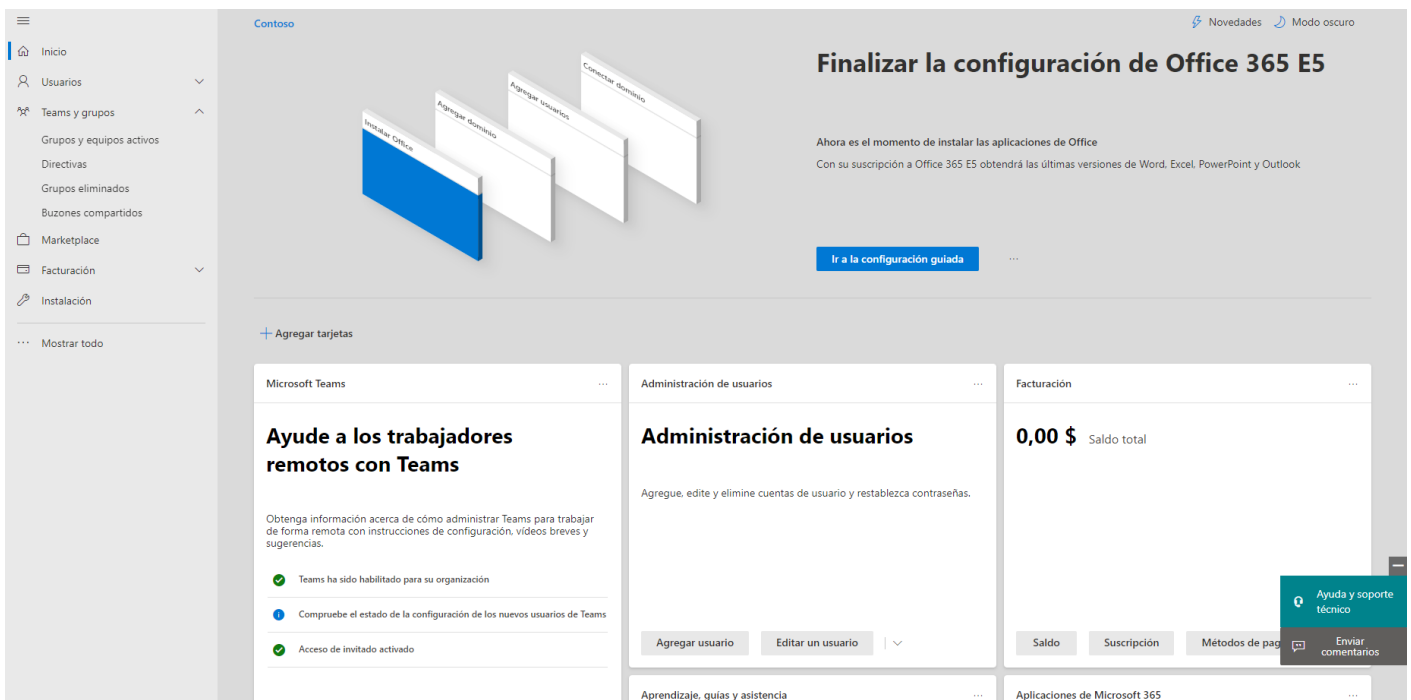 Contoso
Novedades
Modo oscuro
Inicio
Usuarios
Teams y grupos
Grupos y equipos activos
Directivas
Grupos eliminados
Buzones compartidos
Marketplace
Facturación
Instalación
Mostrar todo
Instalar Office
Agregar dominio
Agregar usuarios
Conectar dominio
Finalizar la configuración de Office 365 E5
Ahora es el momento de instalar las aplicaciones de Office
Con su suscripción a Office 365 E5 obtendrá las últimas versiones de Word, Excel, PowerPoint y Outlook
Ir a la configuración guiada
Agregar tarjetas
Microsoft Teams
Ayude a los trabajadores
remotos con Teams
Obtenga información acerca de cómo administrar Teams para trabajar
de forma remota con instrucciones de configuración, vídeos breves y
sugerencias.
Teams ha sido habilitado para su organización
Compruebe el estado de la configuración de los nuevos usuarios de Teams
Acceso de invitado activado
Administración de usuarios
Administración de usuarios
Agregue, edite y elimine cuentas de usuario y restablezca contraseñas.
Agregar usuario
Editar un usuario
Facturación
0,00 $ Saldo total
Saldo
Suscripción
Métodos de pag
Ayuda y soporte
técnico
Enviar
comentarios
Aprendizaje, guías y asistencia
Aplicaciones de Microsoft 365